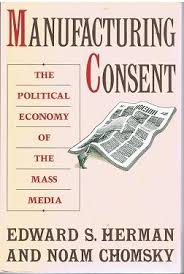 MANUFACTURING
CONSENT
THE
POLITICAL
ECONOMY
OF
THE
MASS
MEDIA
EDWARD S. HERMAN
AND NOAM CHOMSKY